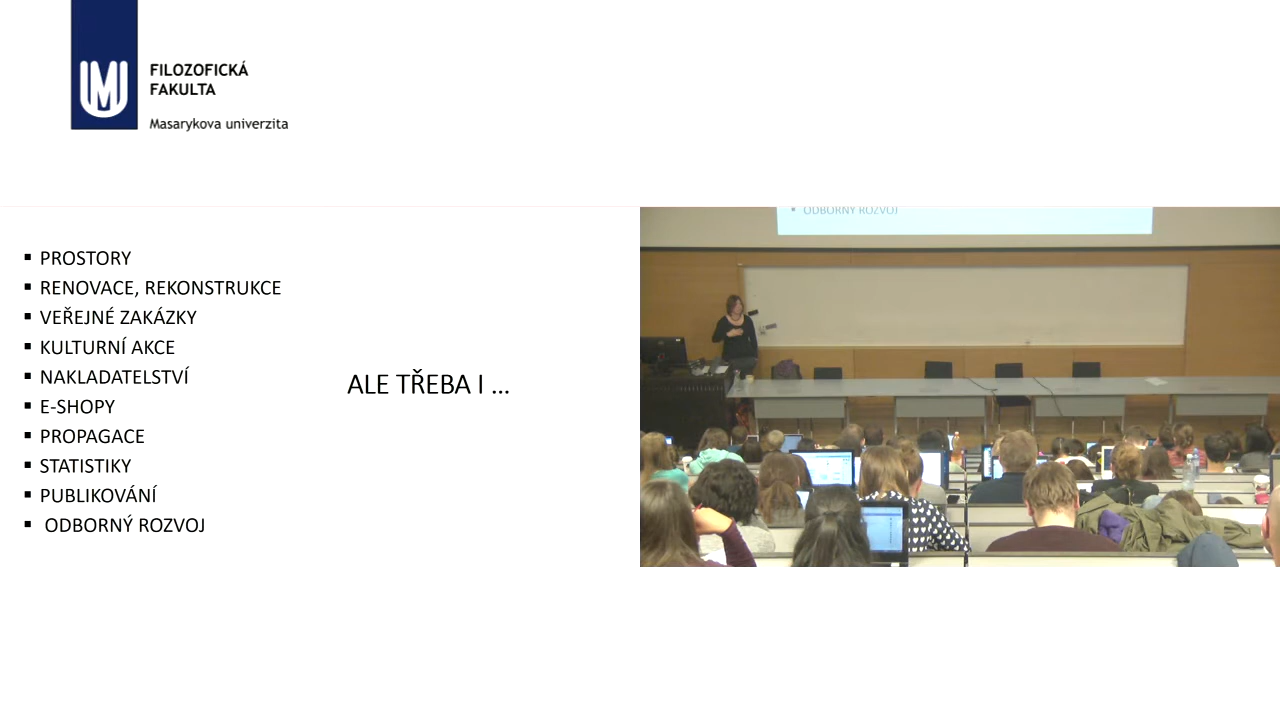 FILOZOFICKÁ
FAKULTA
Masarykova univerzita
▪ PROSTORY
▪ RENOVACE, REKONSTRUKCE
▪ VEŘEJNÉ ZAKÁZKY
▪ KULTURNÍ AKCE
▪ NAKLADATELSTVÍ
▪ E-SHOPY
▪ PROPAGACE
▪ STATISTIKY
▪ PUBLIKOVÁNÍ
▪ ODBORNÝ ROZVOJ
ALE TŘEBA I ...
▪ ODBORNÝ ROZVOJ